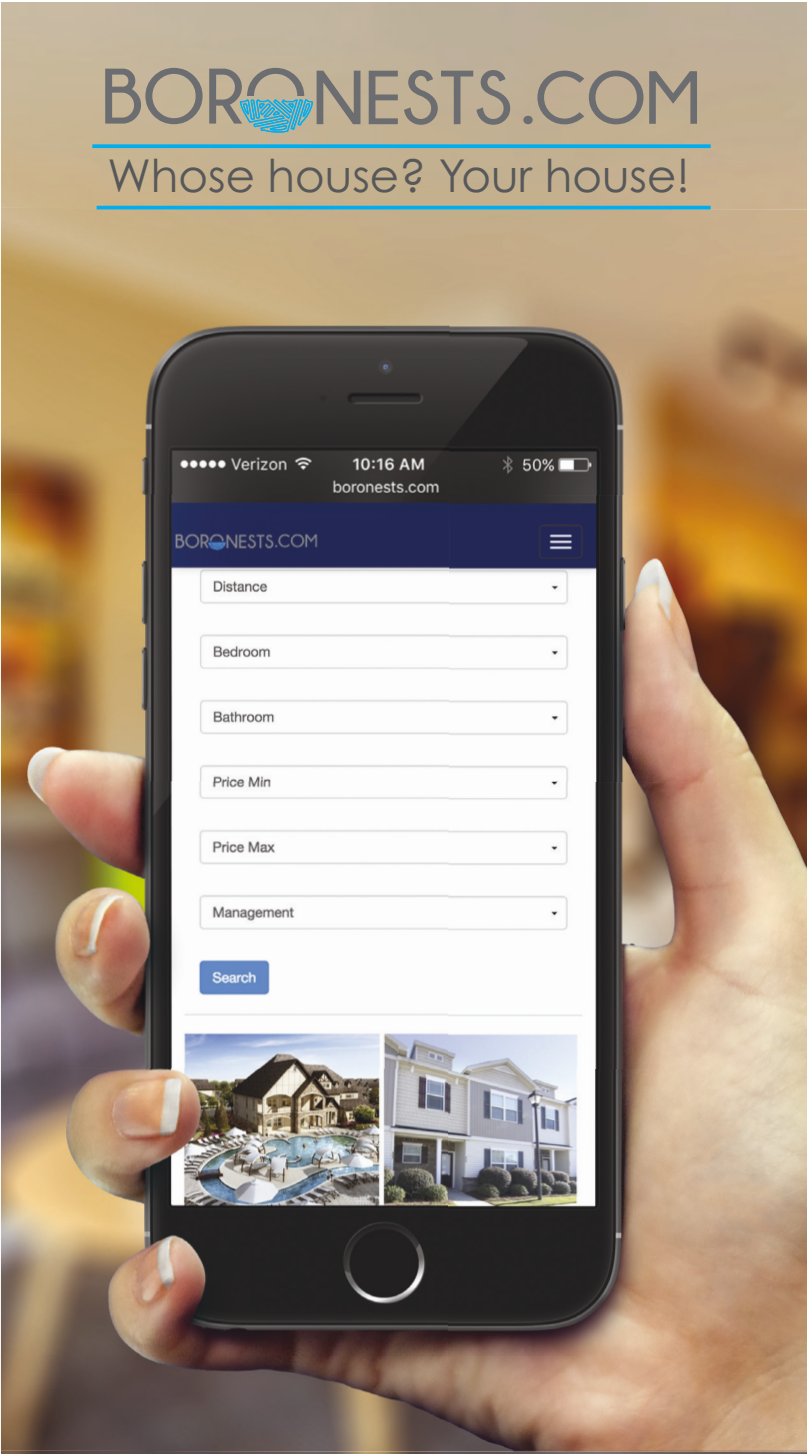 BORONESTS.COM
Whose house? Your house!
Verizon 10:16 AM 50%
boronests.com
BORONESTS.COM
Distance
Bedroom
Bathroom
Price Min
Price Max
Management
Search